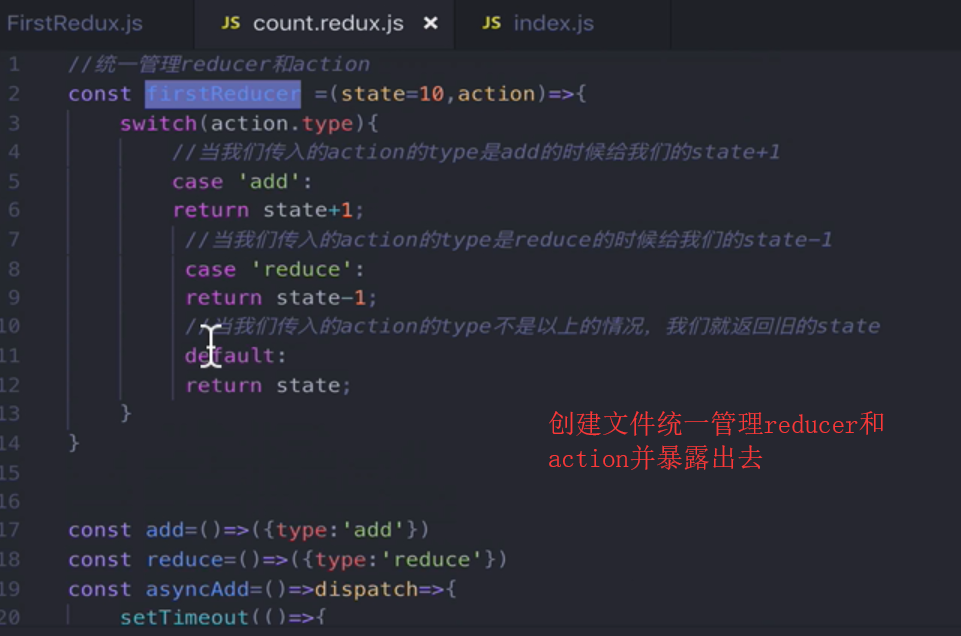 FirstRedux.js JS count.redux.js × JS index.js
1 //统一管理reducer和action
2 const firstReducer =(state=10,action)=>{
3 switch(action.type){
4 //当我们传入的action的type是add的时候给我们的state+1
5 case 'add':
6 return state+1;
7 //当我们传入的action的type是reduce的时候给我们的state-1
8 case 'reduce':
9 return state-1;
10 //当我们传入的action的type不是以上的情况，我们就返回旧的state
11 default:
12 return state;
13 }
14 }
创建文件统一管理reducer和
action并暴露出去
15
16
17 const add=()=>({type:'add'})
18 const reduce=()=>({type:'reduce'})
19 const asyncAdd=()=>dispatch=>{
20 setTimeout(()=>{